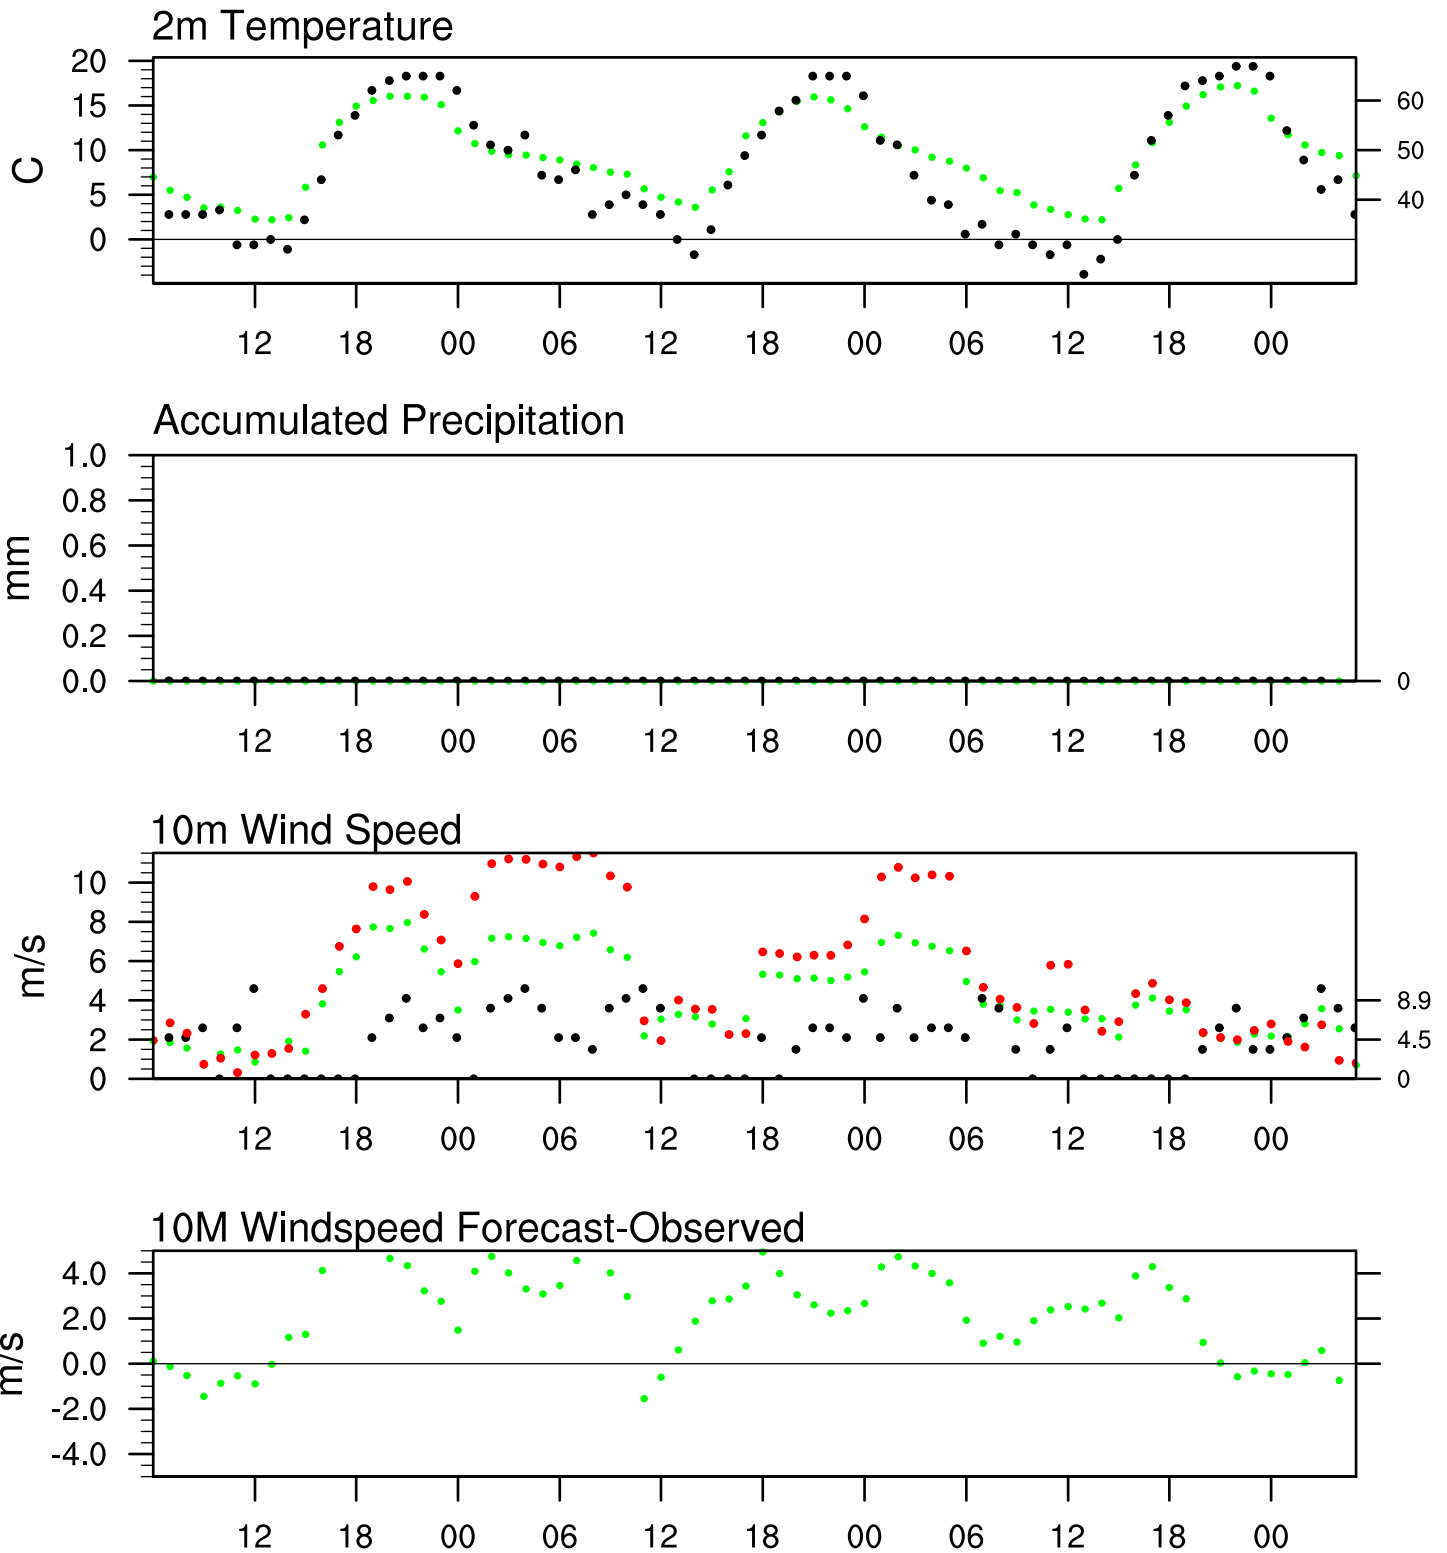 2m Temperature
20
15
10
5
0
C
60
50
40
12 18 00 06 12 18 00 06 12 18 00
Accumulated Precipitation
1.0
0.8
0.6
0.4
0.2
0.0
mm
0
12 18 00 06 12 18 00 06 12 18 00
10m Wind Speed
10
8
6
4
2
0
m/s
8.9
4.5
0
12 18 00 06 12 18 00 06 12 18 00
10M Windspeed Forecast-Observed
4.0
2.0
0.0
-2.0
-4.0
m/s
12 18 00 06 12 18 00 06 12 18 00